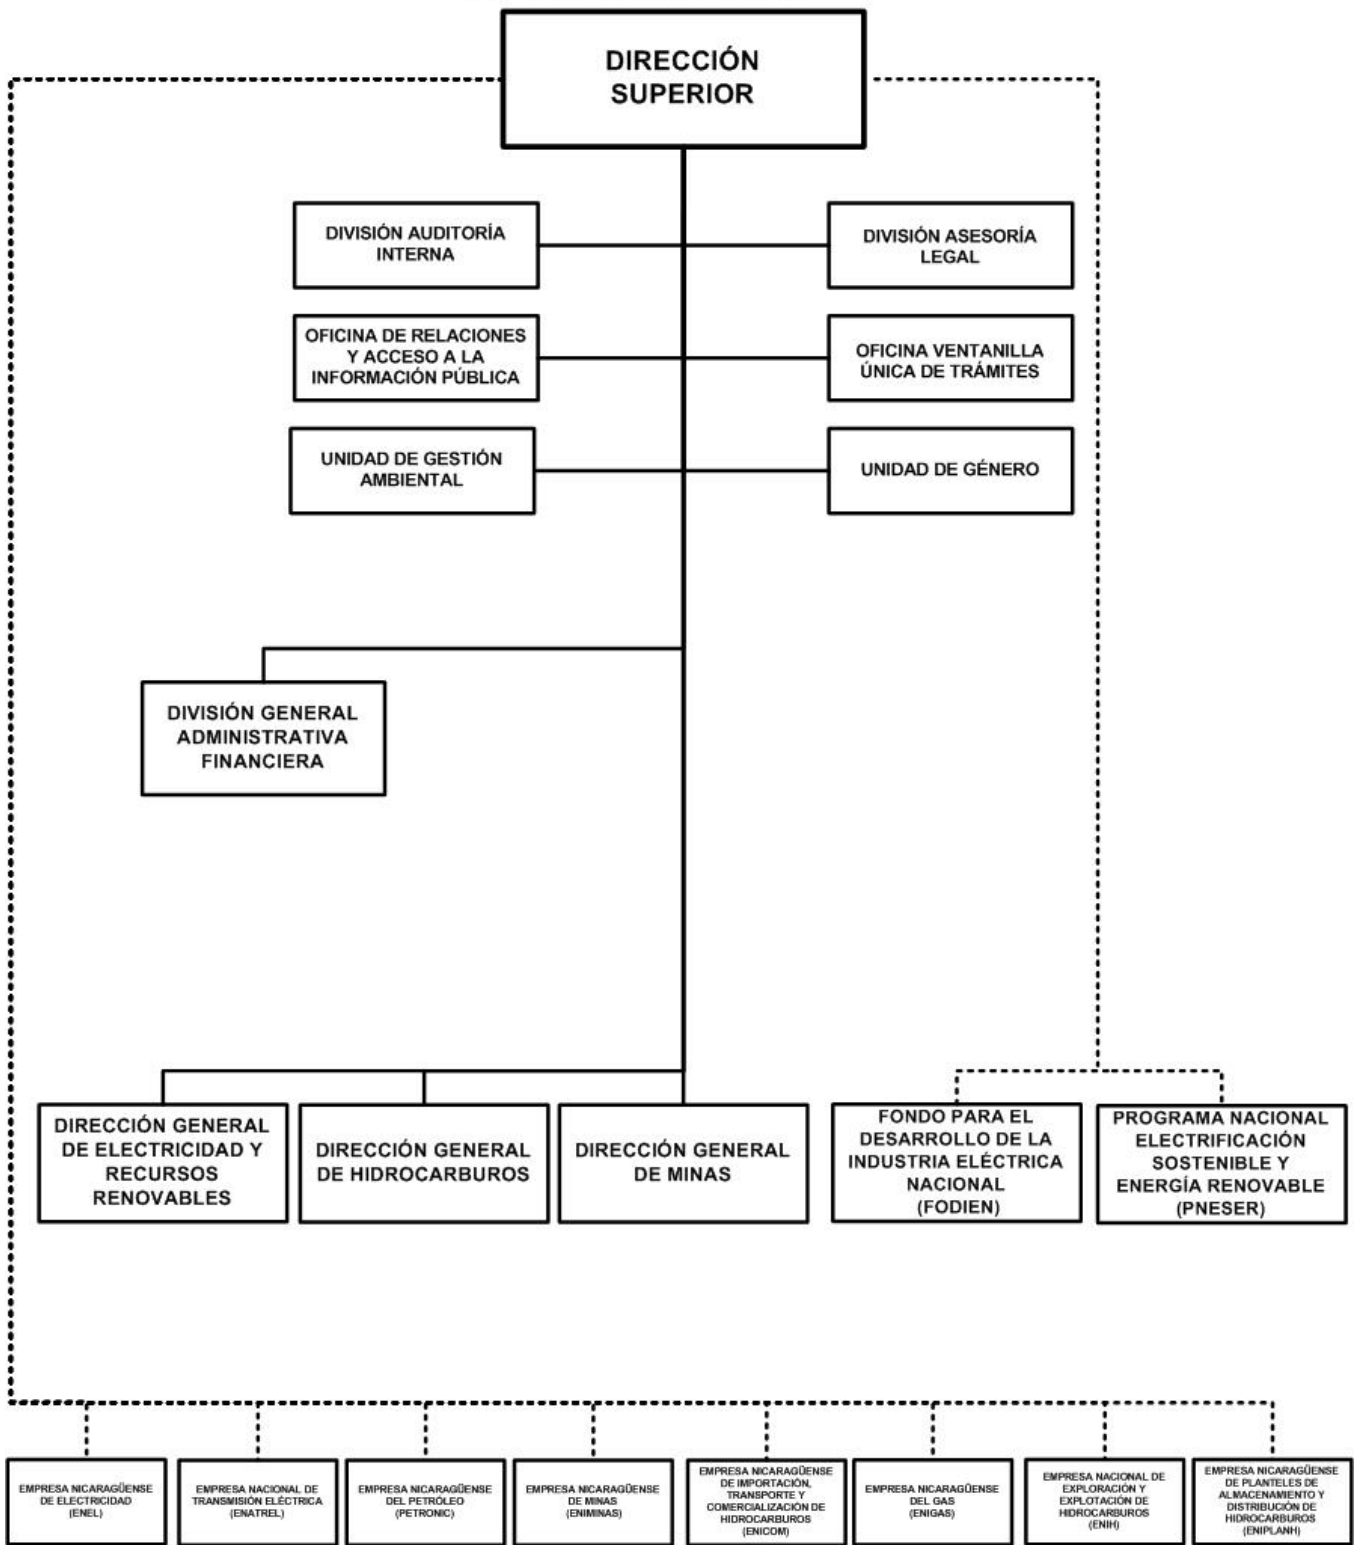 DIRECCIÓN
SUPERIOR
DIVISIÓN AUDITORÍA
INTERNA
DIVISIÓN ASESORÍA
LEGAL
OFICINA DE RELACIONES
Y ACCESO A LA
INFORMACIÓN PÚBLICA
OFICINA VENTANILLA
ÚNICA DE TRÁMITES
UNIDAD DE GESTIÓN
AMBIENTAL
UNIDAD DE GÉNERO
DIVISIÓN GENERAL
ADMINISTRATIVA
FINANCIERA
DIRECCIÓN GENERAL
DE ELECTRICIDAD Y
RECURSOS
RENOVABLES
DIRECCIÓN GENERAL
DE HIDROCARBUROS
DIRECCIÓN GENERAL
DE MINAS
FONDO PARA EL
DESARROLLO DE LA
INDUSTRIA ELÉCTRICA
NACIONAL
(FODIEN)
PROGRAMA NACIONAL
ELECTRIFICACIÓN
SOSTENIBLE Y
ENERGÍA RENOVABLE
(PNESER)
EMPRESA NICARAGÜENSE
DE ELECTRICIDAD
(ENEL)
EMPRESA NACIONAL DE
TRANSMISIÓN ELÉCTRICA
(ENATREL)
EMPRESA NICARAGÜENSE
DEL PETRÓLEO
(PETRONIC)
EMPRESA NICARAGÜENSE
DE MINAS
(ENIMINAS)
EMPRESA NICARAGÜENSE
DE IMPORTACIÓN,
TRANSPORTE Y
COMERCIALIZACIÓN DE
HIDROCARBUROS
(ENICOM)
EMPRESA NICARAGÜENSE
DEL GAS
(ENIGAS)
EMPRESA NACIONAL DE
EXPLORACIÓN Y
EXPLOTACIÓN DE
HIDROCARBUROS
(ENIH)
EMPRESA NICARAGÜENSE
DE PLANTELES DE
ALMACENAMIENTO Y
DISTRIBUCIÓN DE
HIDROCARBUROS
(ENIPLANH)